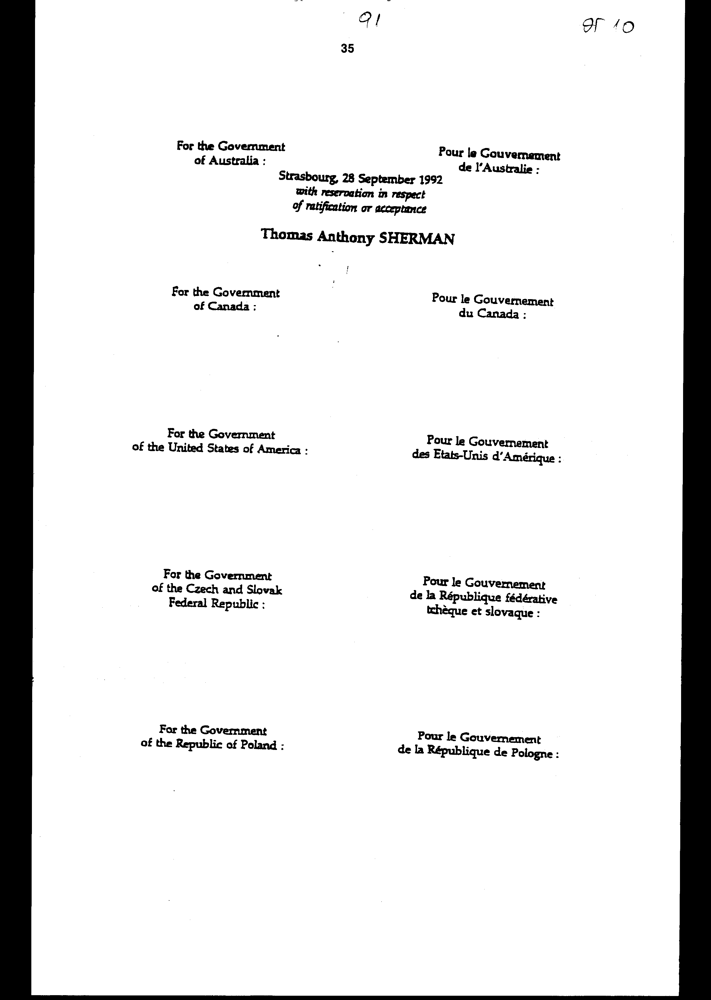 91
10
35
For the Government
of Australia :
Pour le Gouvernement
de l'Australie :
Strasbourg, 28 September 1992
with reservation in respect
of ratification or acceptance
Thomas Anthony SHERMAN
For the Government
of Canada :
Pour le Gouvernement
du Canada :
For the Government
of the United States of America :
Pour le Gouvernement
des Etats-Unis d'Amérique :
For the Government
of the Czech and Slovak
Federal Republic :
Pour le Gouvernement
de la République fédérative
tchèque et slovaque :
For the Government
of the Republic of Poland :
Pour le Gouvernement
de la République de Pologne :